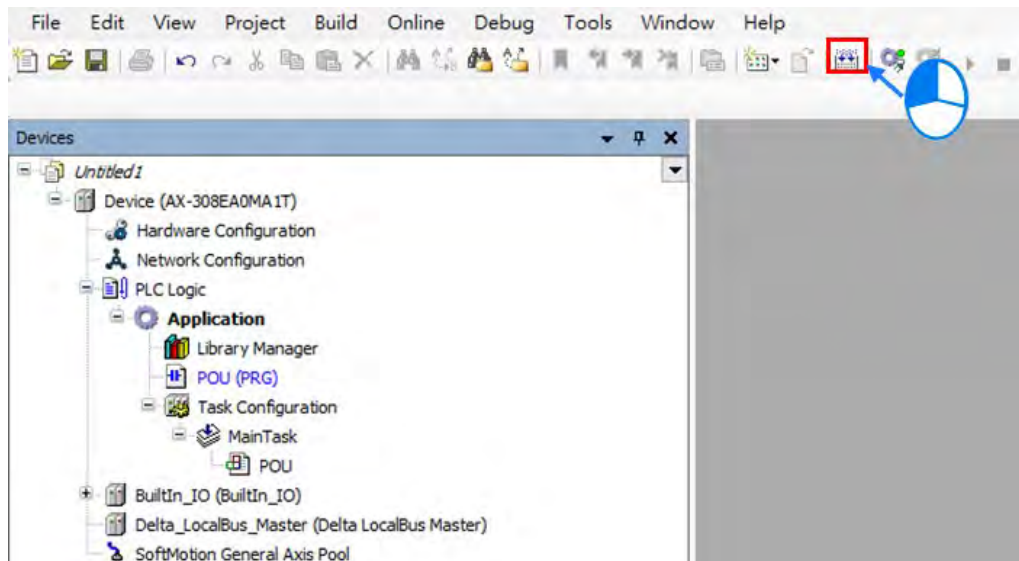 File Edit View Project Build Online Debug Tools Window Help
Devices
Untitled1
Device (AX-308EA0MA1T)
Hardware Configuration
Network Configuration
PLC Logic
Application
Library Manager
POU (PRG)
Task Configuration
MainTask
POU
BuiltIn_IO (BuiltIn_IO)
Delta_LocalBus_Master (Delta LocalBus Master)
SoftMotion General Axis Pool